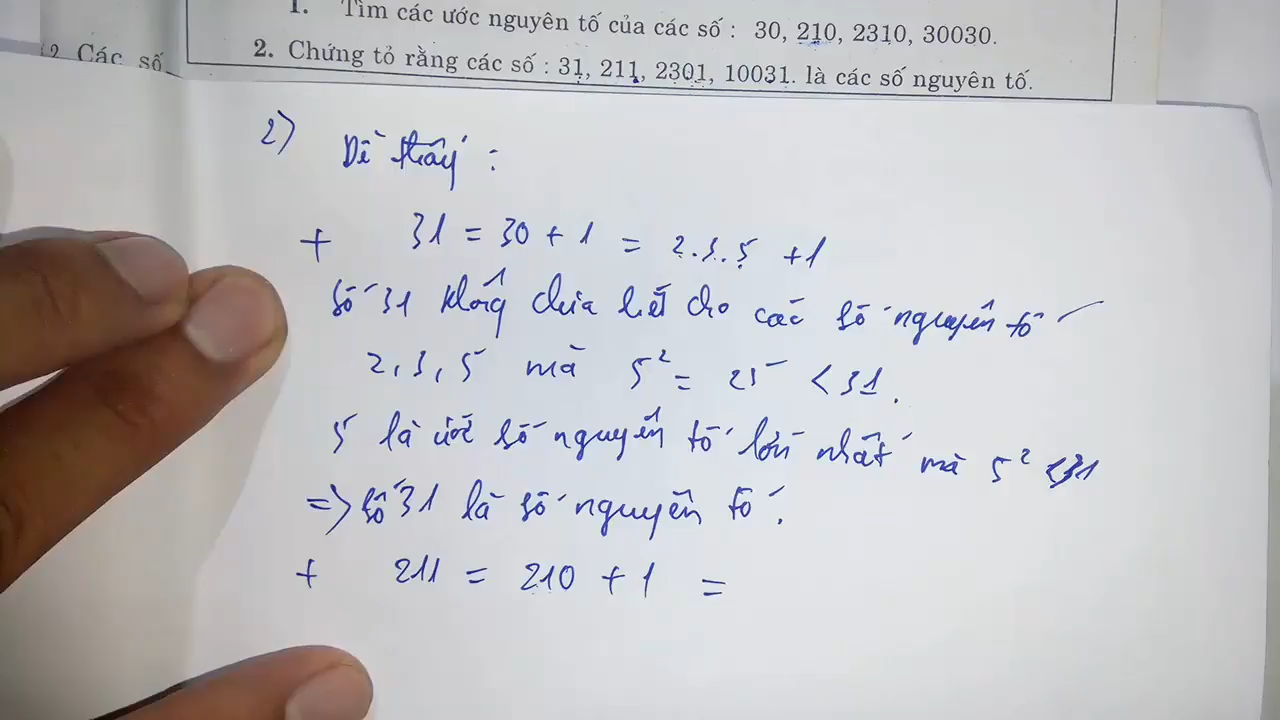 1. Tìm các ước nguyên tố của các số : 30, 210, 2310, 30030.
2. Chứng tỏ rằng các số : 31, 211, 2301, 10031. là các số nguyên tố.
2 Các số
2) Dễ thấy :
+ 31 = 30 + 1 = 2.3.5 + 1
Số 31 không chia hết cho các số nguyên tố
2, 3, 5 mà 5² = 25 < 31.
5 là ước số nguyên tố lớn nhất mà 5² < 31
=> số 31 là số nguyên tố.
+ 211 = 210 + 1 =